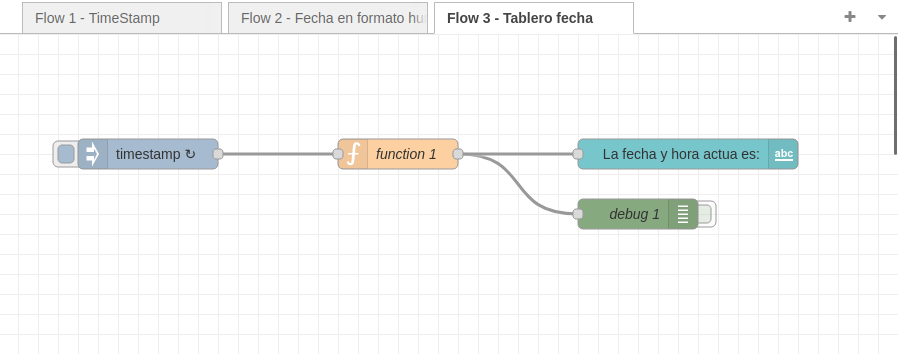 Flow 1 - TimeStamp
Flow 2 - Fecha en formato hu
Flow 3 - Tablero fecha
timestamp ↻
function 1
La fecha y hora actua es:
abc
debug 1